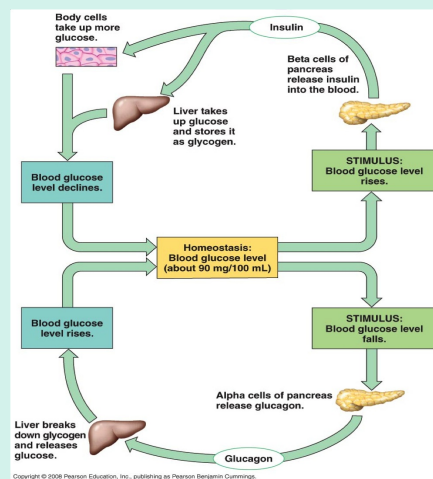 Body cells
take up more
glucose.
Insulin
Beta cells of
pancreas
release insulin
into the blood.
Liver takes
up glucose
and stores it
as glycogen.
Blood glucose
level declines.
STIMULUS:
Blood glucose level
rises.
Homeostasis:
Blood glucose level
(about 90 mg/100 mL)
Blood glucose
level rises.
STIMULUS:
Blood glucose level
falls.
Alpha cells of pancreas
release glucagon.
Liver breaks
down glycogen
and releases
glucose.
Glucagon
Copyright © 2008 Pearson Education, Inc., publishing as Pearson Benjamin Cummings.